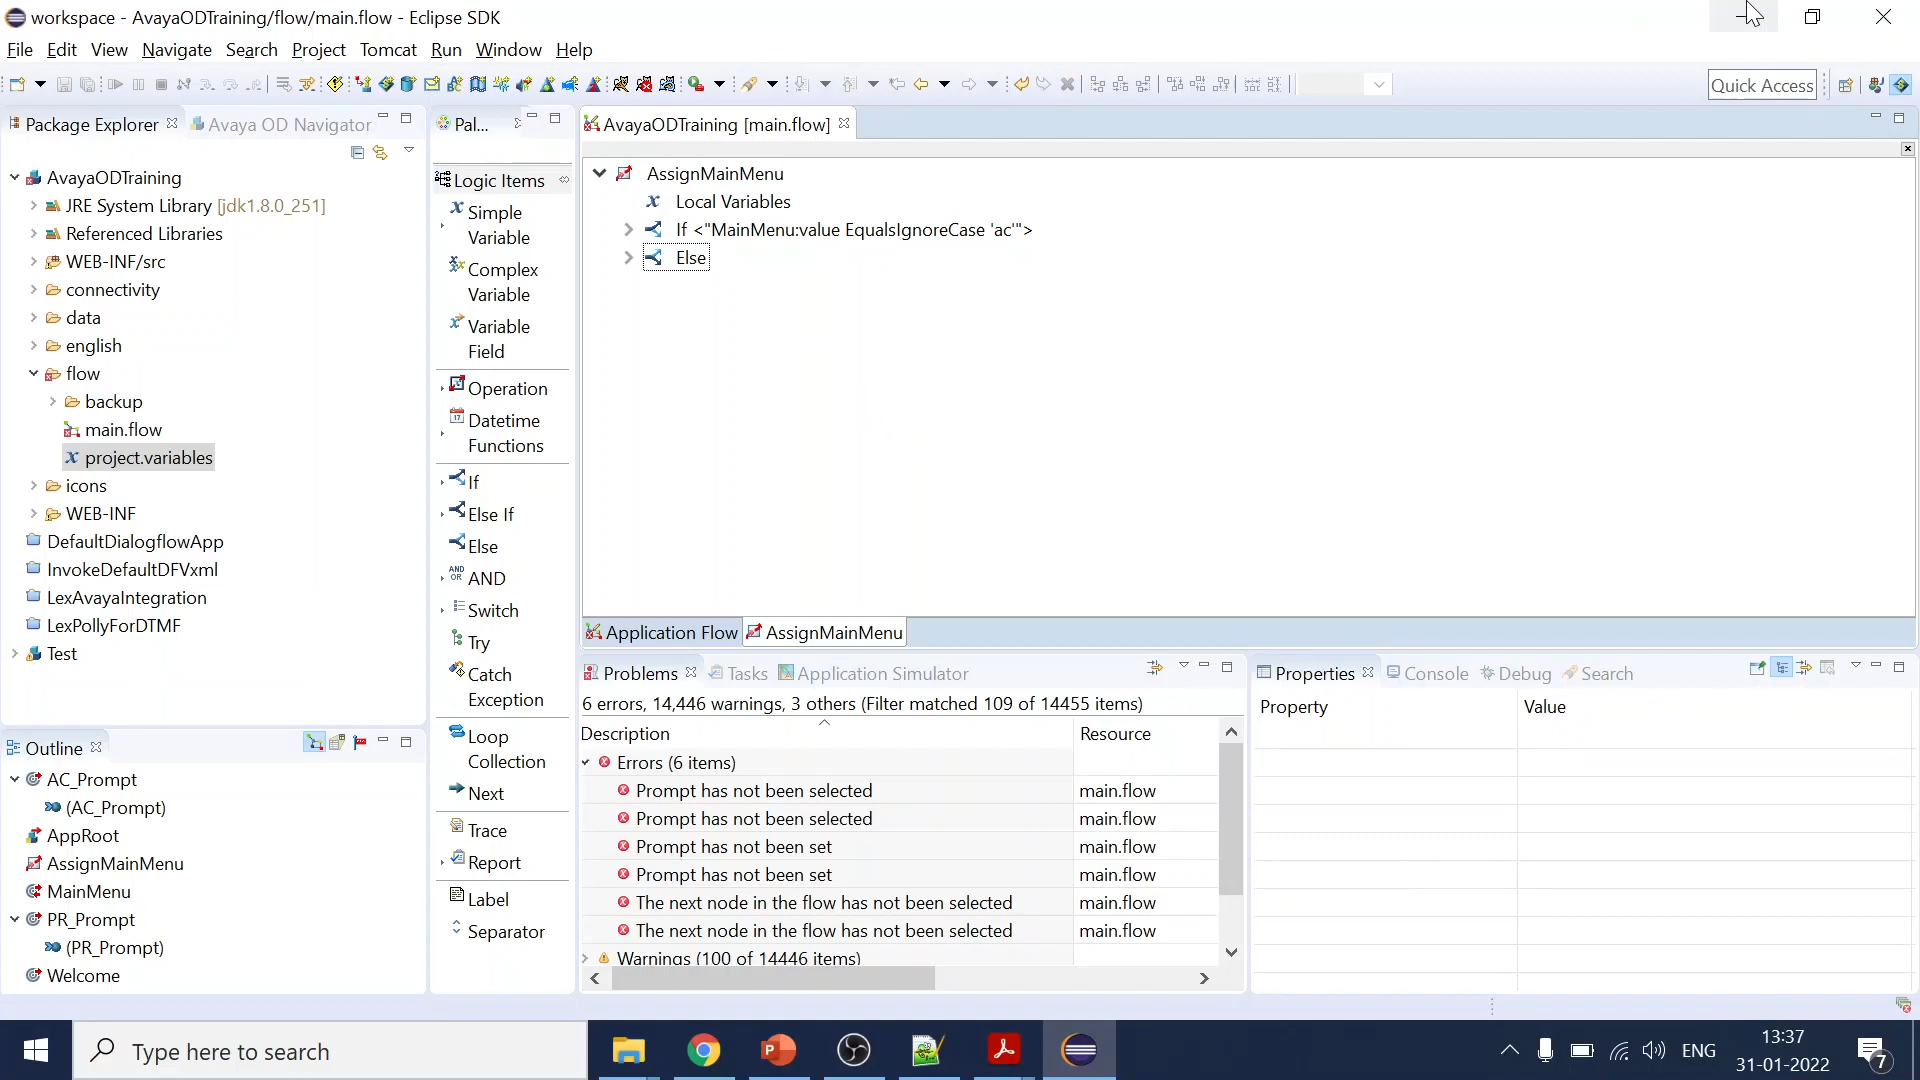 workspace - AvayaODTraining/flow/main.flow - Eclipse SDK
File Edit View Navigate Search Project Tomcat Run Window Help
Quick Access
Package Explorer
Avaya OD Navigator
AvayaODTraining
JRE System Library [jdk1.8.0_251]
Referenced Libraries
WEB-INF/src
connectivity
data
english
flow
backup
main.flow
project.variables
icons
WEB-INF
DefaultDialogflowApp
InvokeDefaultDFVxml
LexAvayaIntegration
LexPollyForDTMF
Test
Outline
AC_Prompt
(AC_Prompt)
AppRoot
AssignMainMenu
MainMenu
PR_Prompt
(PR_Prompt)
Welcome
Pal...
Logic Items
Simple
Variable
Complex
Variable
Variable
Field
Operation
Datetime
Functions
If
Else If
Else
AND
Switch
Try
Catch
Exception
Loop
Collection
Next
Trace
Report
Label
Separator
AvayaODTraining [main.flow]
AssignMainMenu
Local Variables
If <"MainMenu:value EqualsIgnoreCase 'ac'">
Else
Application Flow
AssignMainMenu
Problems
Tasks
Application Simulator
6 errors, 14,446 warnings, 3 others (Filter matched 109 of 14455 items)
Description Resource
Errors (6 items)
Prompt has not been selected main.flow
Prompt has not been selected main.flow
Prompt has not been set main.flow
Prompt has not been set main.flow
The next node in the flow has not been selected main.flow
The next node in the flow has not been selected main.flow
Warnings (100 of 14446 items)
Properties
Console
Debug
Search
Property Value
Type here to search
ENG
13:37
31-01-2022
7